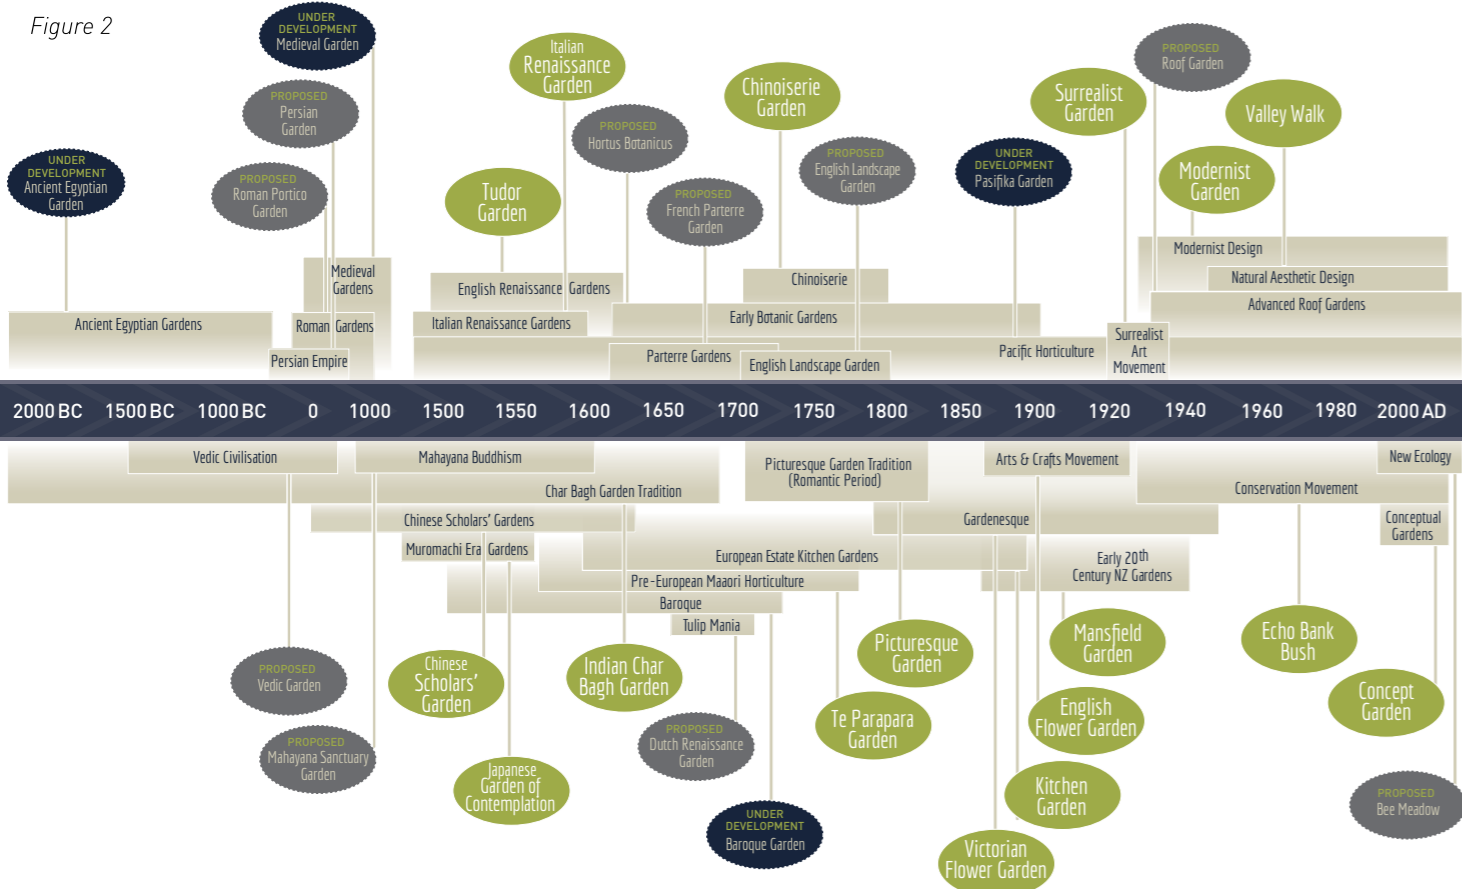 Figure 2
UNDER
DEVELOPMENT
Medieval Garden
PROPOSED
Persian
Garden
UNDER
DEVELOPMENT
Ancient Egyptian
Garden
PROPOSED
Roman Portico
Garden
Italian
Renaissance
Garden
PROPOSED
Hortus Botanicus
Tudor
Garden
PROPOSED
French Parterre
Garden
Chinoiserie
Garden
PROPOSED
English Landscape
Garden
UNDER
DEVELOPMENT
Pasifika Garden
Surrealist
Garden
PROPOSED
Roof Garden
Modernist
Garden
Valley Walk
Medieval
Gardens
Ancient Egyptian Gardens
Roman Gardens
Persian Empire
English Renaissance Gardens
Italian Renaissance Gardens
Chinoiserie
Early Botanic Gardens
Parterre Gardens
English Landscape Garden
Pacific Horticulture
Surrealist
Art
Movement
Modernist Design
Natural Aesthetic Design
Advanced Roof Gardens
2000 BC 1500 BC 1000 BC 0 1000 1500 1550 1600 1650 1700 1750 1800 1850 1900 1920 1940 1960 1980 2000 AD
Vedic Civilisation
Mahayana Buddhism
Char Bagh Garden Tradition
Chinese Scholars' Gardens
Muromachi Era Gardens
Picturesque Garden Tradition
(Romantic Period)
Arts & Crafts Movement
New Ecology
Conservation Movement
Gardenesque
Conceptual
Gardens
European Estate Kitchen Gardens
Early 20th
Century NZ Gardens
Pre-European Maaori Horticulture
Baroque
Tulip Mania
PROPOSED
Vedic Garden
PROPOSED
Mahayana Sanctuary
Garden
Chinese
Scholars'
Garden
Japanese
Garden of
Contemplation
Indian Char
Bagh Garden
PROPOSED
Dutch Renaissance
Garden
UNDER
DEVELOPMENT
Baroque Garden
Te Parapara
Garden
Picturesque
Garden
Mansfield
Garden
English
Flower Garden
Kitchen
Garden
Victorian
Flower Garden
Echo Bank
Bush
Concept
Garden
PROPOSED
Bee Meadow